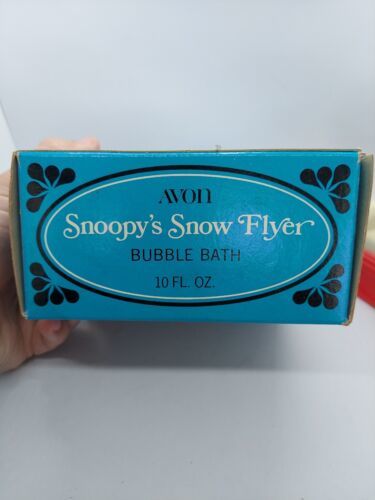 AVON
Snoopy's Snow Flyer
BUBBLE BATH
10 FL. OZ.